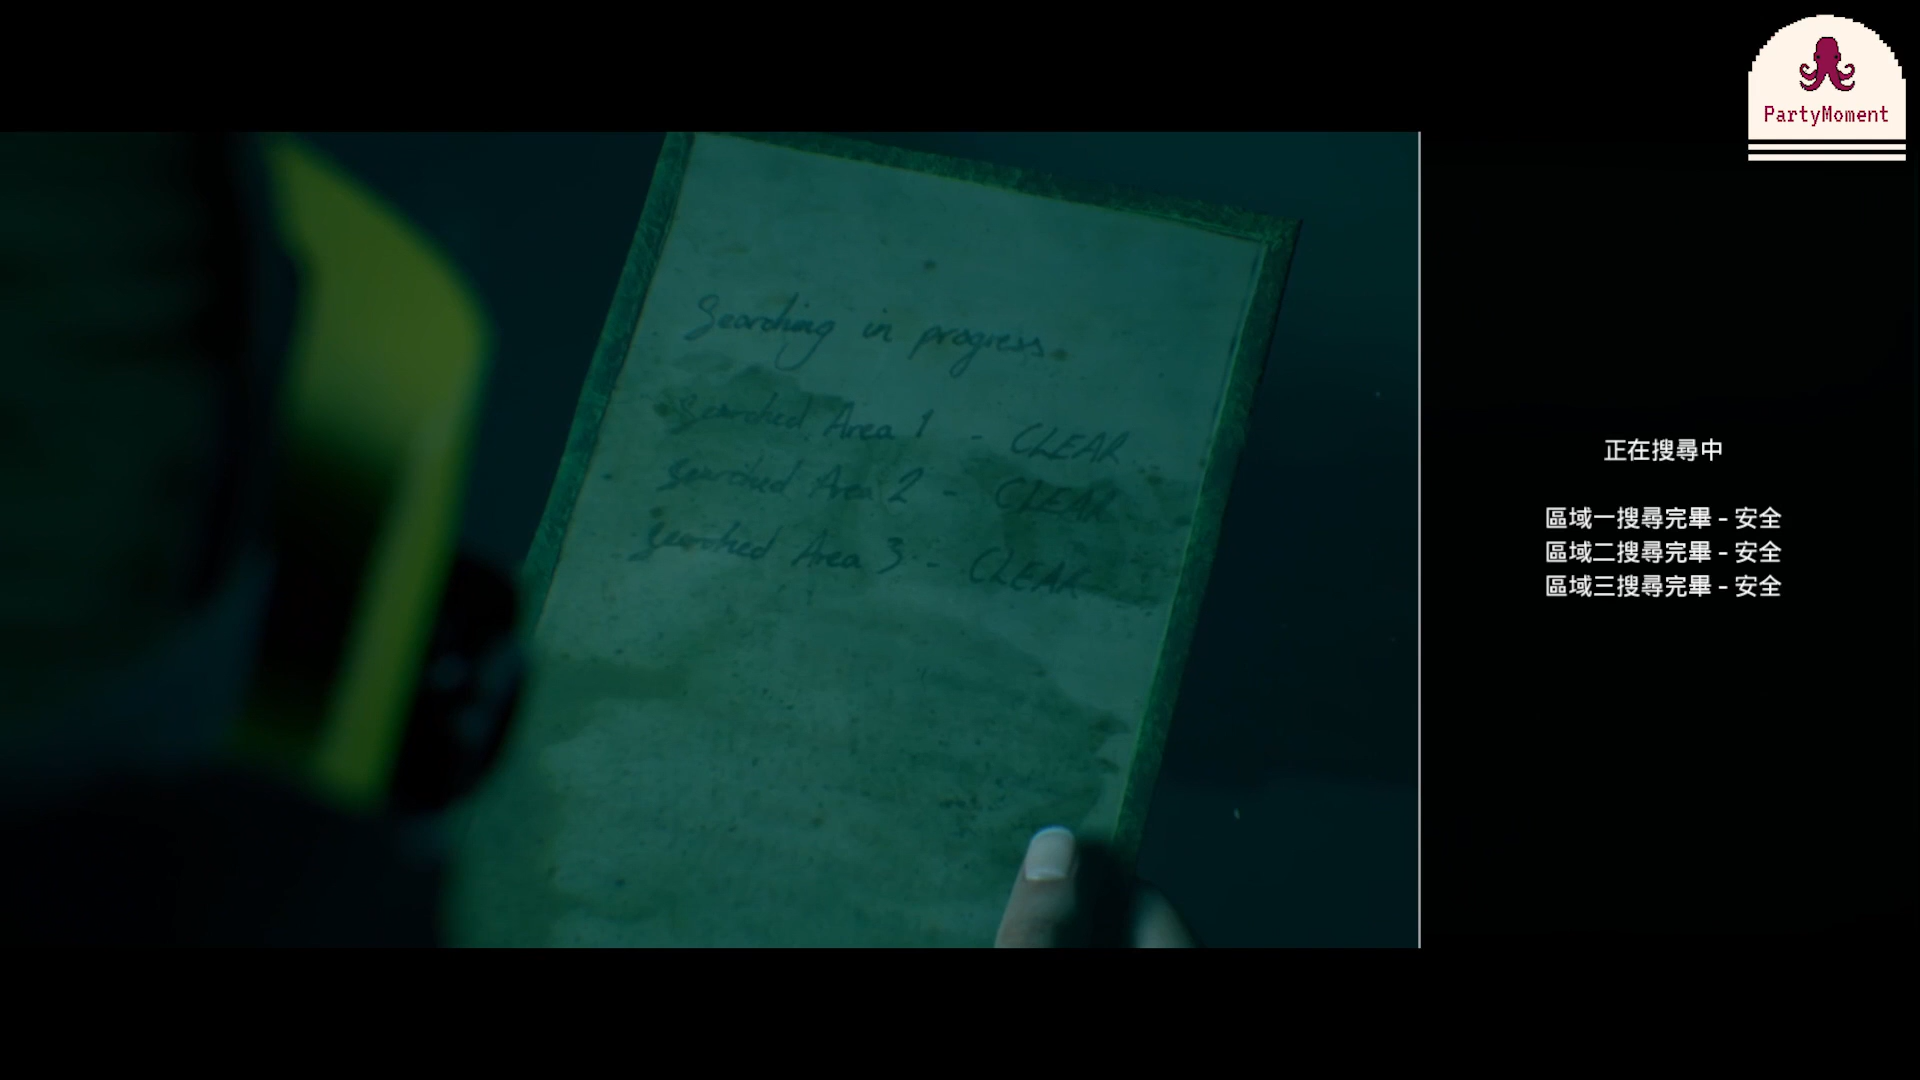 PartyMoment
Searching in progress.
Searched Area 1 - CLEAR
Searched Area 2 - CLEAR
Searched Area 3 - CLEAR
正在搜尋中
區域一搜尋完畢 - 安全
區域二搜尋完畢 - 安全
區域三搜尋完畢 - 安全